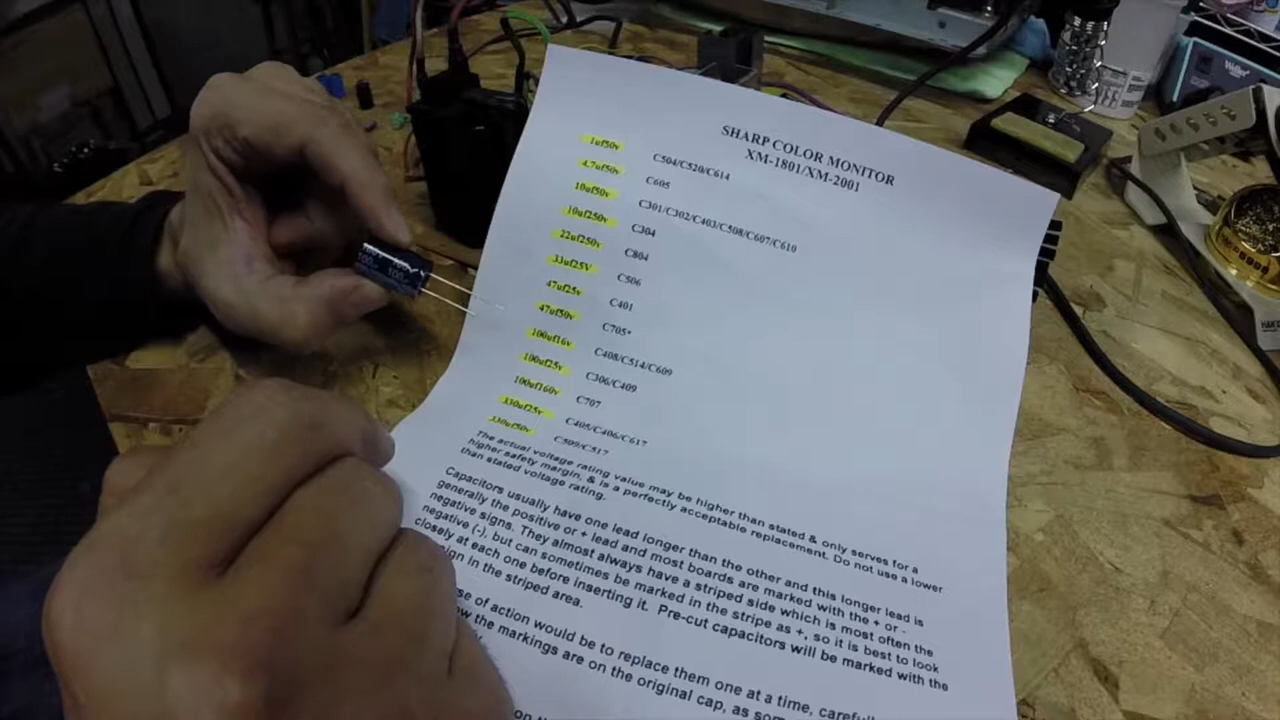 SHARP COLOR MONITOR
XM-1801/XM-2001
1uf50v C504/C520/C614
4.7uf50v C605
10uf50v C301/C302/C403/C508/C607/C610
10uf250v C304
22uf250v C804
33uf25V C506
47uf25v C401
47uf50v C705*
100uf16v C408/C514/C609
100uf25v C306/C409
100uf160v C707
330uf25v C405/C406/C617
330uf50v C509/C517
The actual voltage rating value may be higher than stated & only serves for a
higher safety margin, & is a perfectly acceptable replacement. Do not use a lower
than stated voltage rating.
Capacitors usually have one lead longer than the other and this longer lead is
generally the positive or + lead and most boards are marked with the + or -
negative signs. They almost always have a striped side which is most often the
negative (-), but can sometimes be marked in the stripe as +, so it is best to look
closely at each one before inserting it. Pre-cut capacitors will be marked with the
sign in the striped area.
of action would be to replace them one at a time,
the markings are on the original cap, as
Weller
100
100